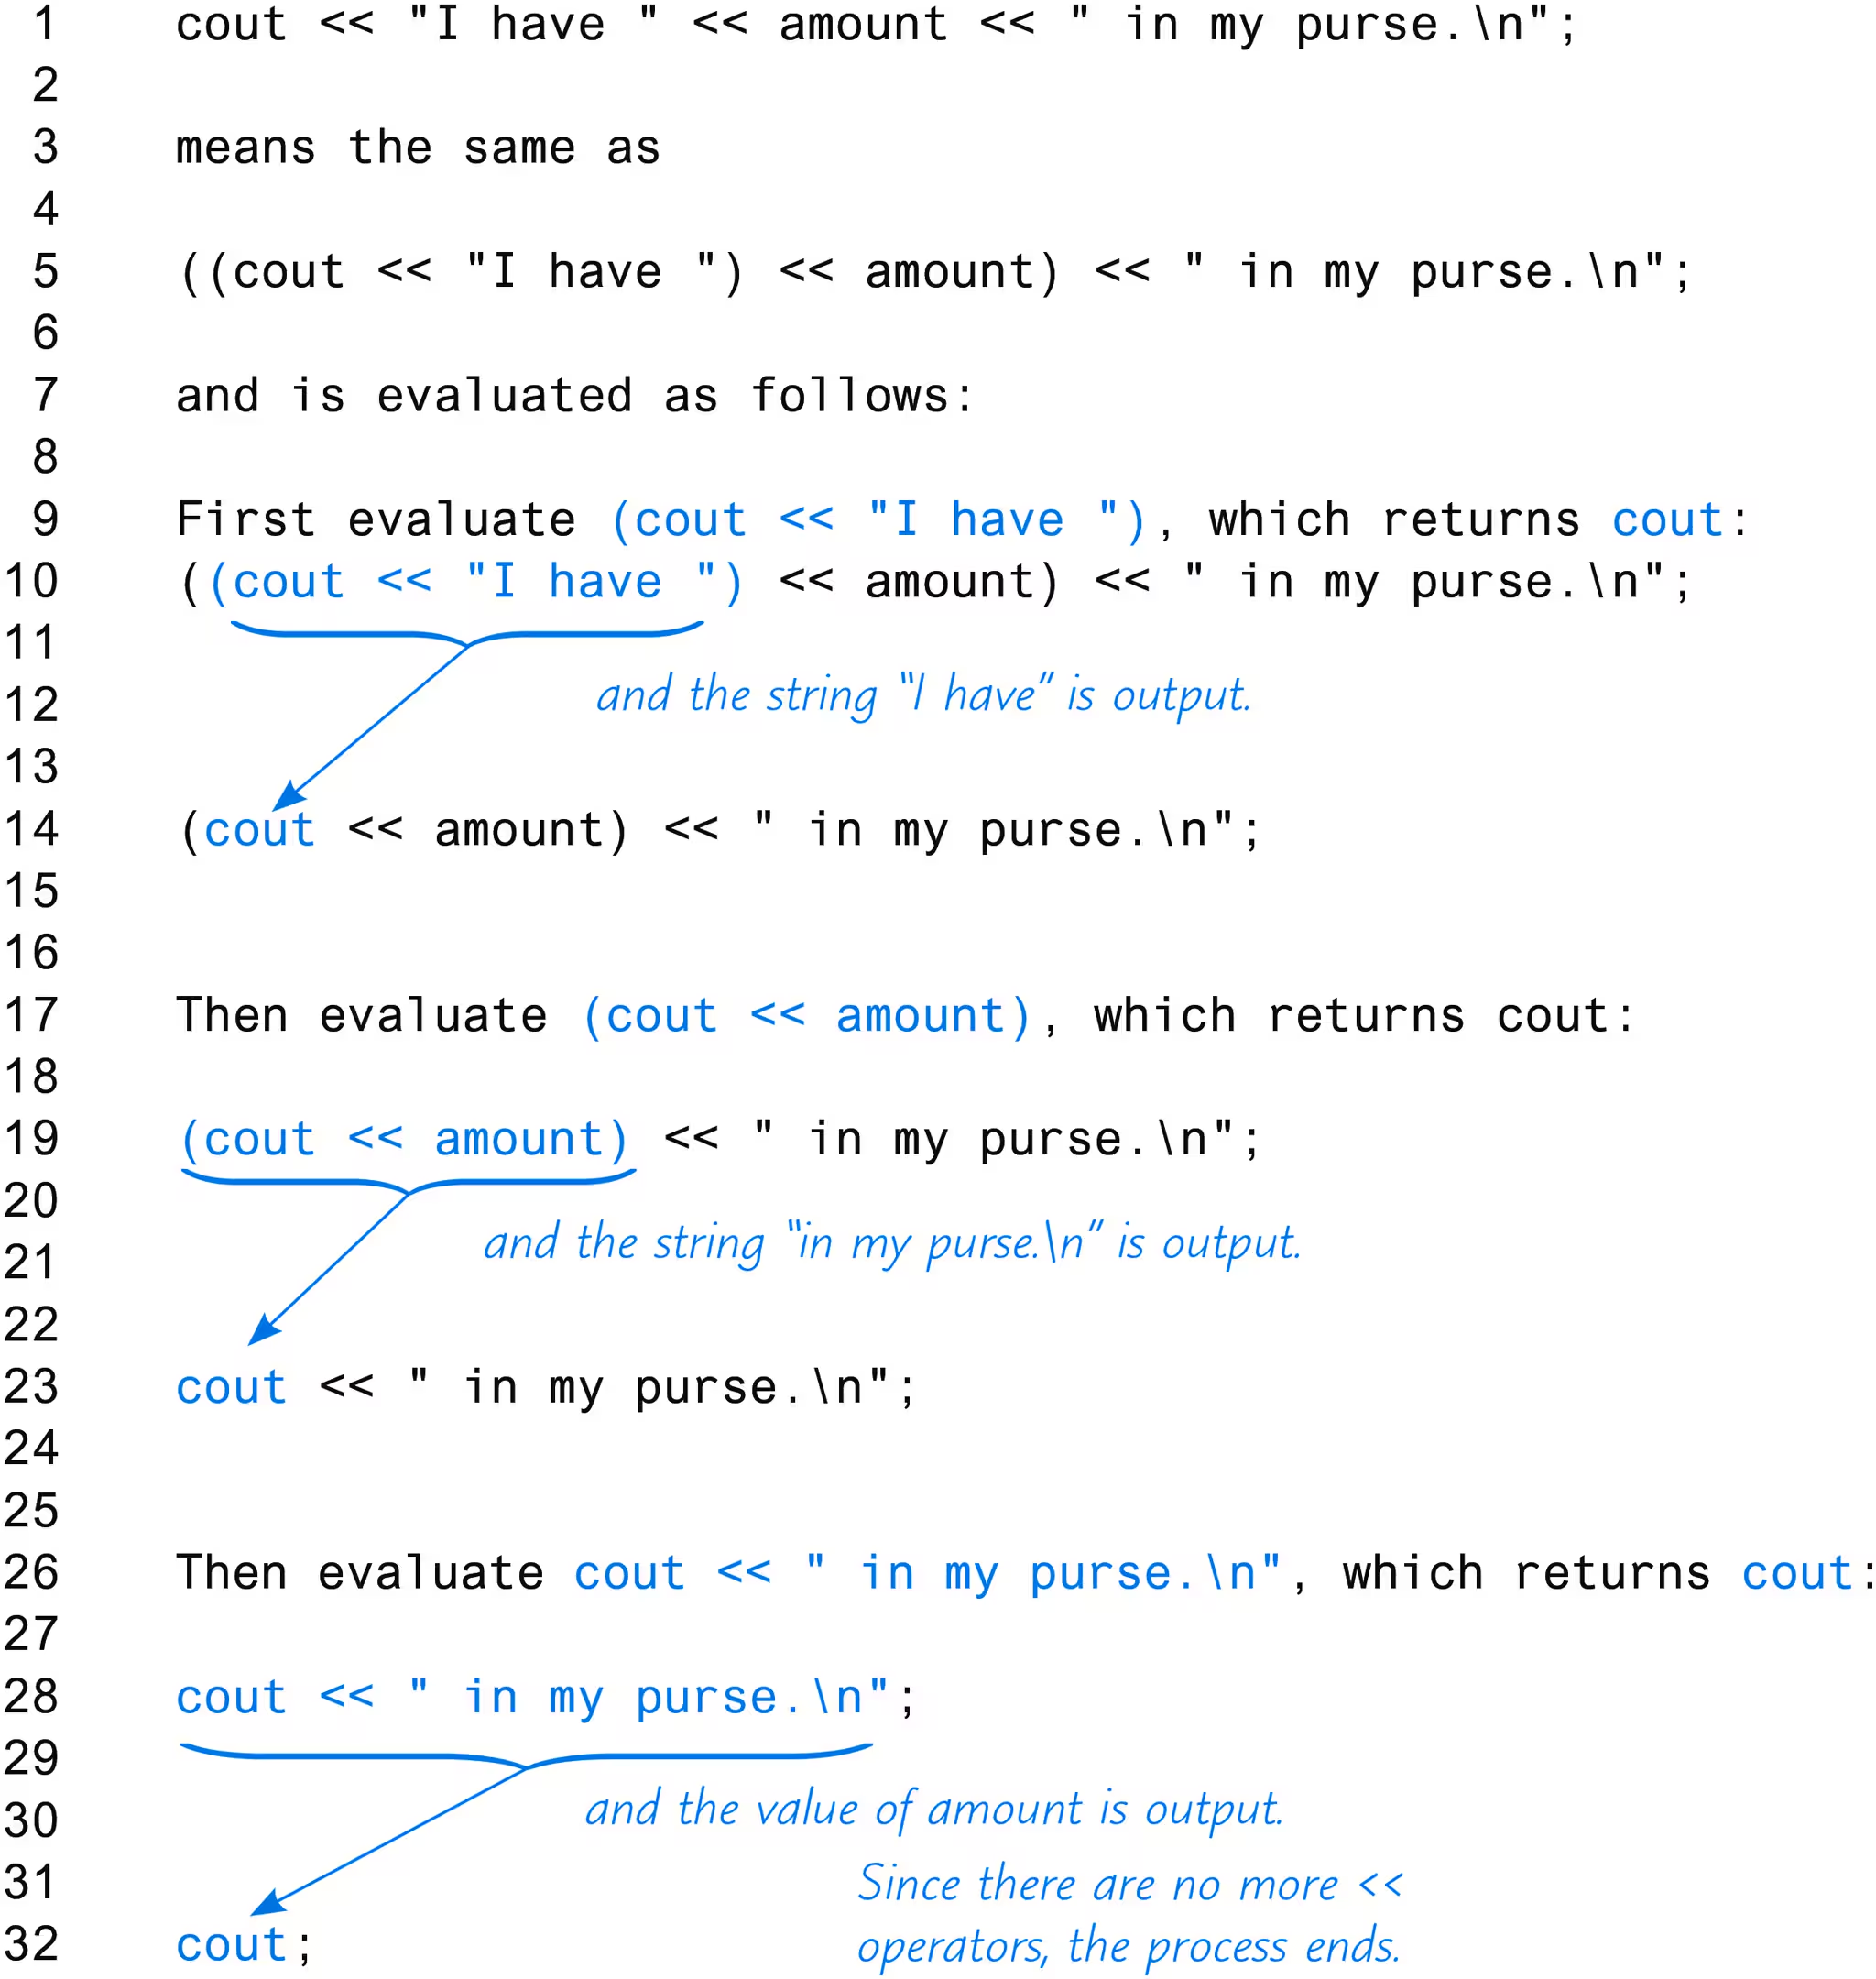 1 cout << "I have " << amount << " in my purse.\n";
2
3 means the same as
4
5 ((cout << "I have ") << amount) << " in my purse.\n";
6
7 and is evaluated as follows:
8
9 First evaluate (cout << "I have "), which returns cout:
10 ((cout << "I have ") << amount) << " in my purse.\n";
11
12 and the string “I have” is output.
13
14 (cout << amount) << " in my purse.\n";
15
16
17 Then evaluate (cout << amount), which returns cout:
18
19 (cout << amount) << " in my purse.\n";
20
21 and the string “in my purse.\n” is output.
22
23 cout << " in my purse.\n";
24
25
26 Then evaluate cout << " in my purse.\n", which returns cout:
27
28 cout << " in my purse.\n";
29
30 and the value of amount is output.
31 Since there are no more <<
32 cout; operators, the process ends.